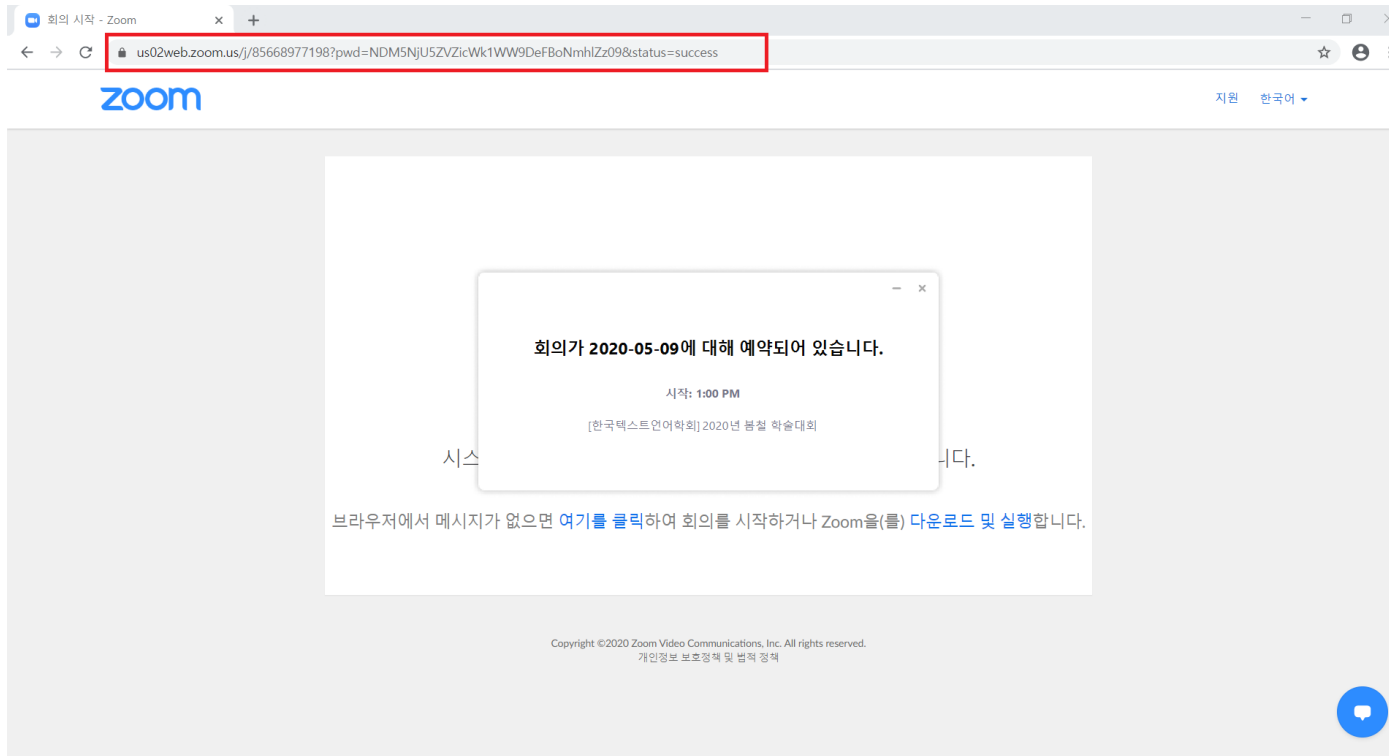 회의 시작 - Zoom
us02web.zoom.us/j/85668977198?pwd=NDM5NjU5ZVZicWk1WW9DeFBoNmhlZz09&status=success
zoom
지원 한국어
회의가 2020-05-09에 대해 예약되어 있습니다.
시작: 1:00 PM
[한국텍스트언어학회] 2020년 봄철 학술대회
시스 니다.
브라우저에서 메시지가 없으면 여기를 클릭하여 회의를 시작하거나 Zoom을(를) 다운로드 및 실행합니다.
Copyright ©2020 Zoom Video Communications, Inc. All rights reserved.
개인정보 보호정책 및 법적 정책